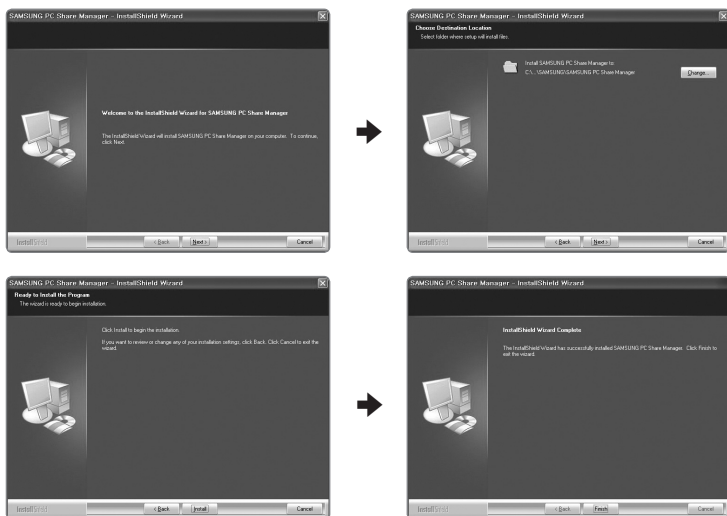 SAMSUNG PC Share Manager - InstallShield Wizard
Welcome to the InstallShield Wizard for SAMSUNG PC Share Manager
The InstallShield Wizard will install SAMSUNG PC Share Manager on your computer. To continue,
click Next.
InstallShield
< Back
Next >
Cancel
SAMSUNG PC Share Manager - InstallShield Wizard
Choose Destination Location
Select folder where setup will install files.
Install SAMSUNG PC Share Manager to:
C:\...\SAMSUNG\SAMSUNG PC Share Manager
Change...
InstallShield
< Back
Next >
Cancel
SAMSUNG PC Share Manager - InstallShield Wizard
Ready to Install the Program
The wizard is ready to begin installation.
Click Install to begin the installation.
If you want to review or change any of your installation settings, click Back. Click Cancel to exit the
wizard.
InstallShield
< Back
Install
Cancel
SAMSUNG PC Share Manager - InstallShield Wizard
InstallShield Wizard Complete
The InstallShield Wizard has successfully installed SAMSUNG PC Share Manager. Click Finish to
exit the wizard.
InstallShield
< Back
Finish
Cancel